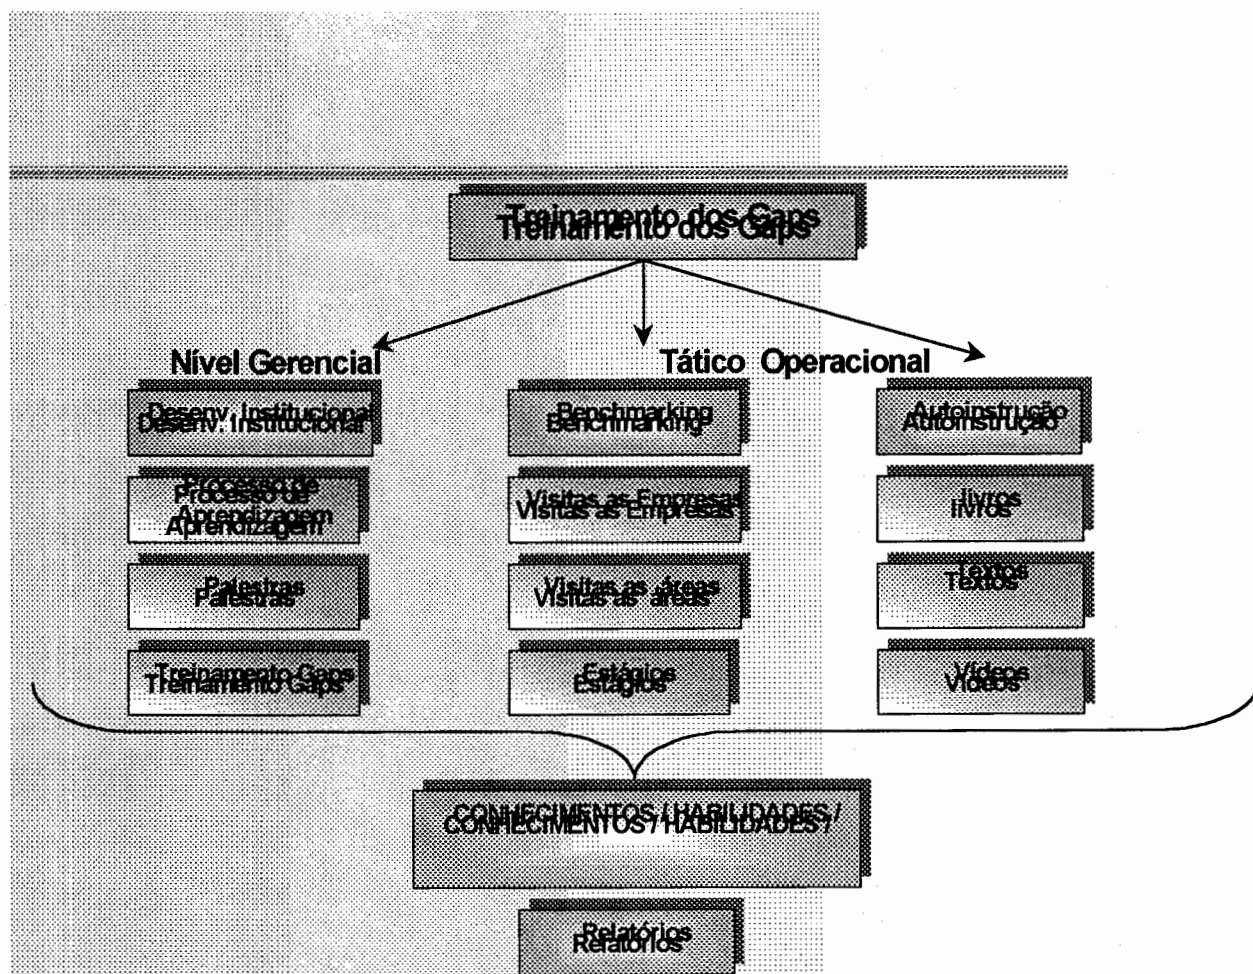 Treinamento dos Gaps
Nível Gerencial
Tático Operacional
Desenv. Institucional
Benchmarking
Autoinstrução
Processo de
Aprendizagem
Visitas as Empresas
livros
Palestras
Visitas as áreas
Textos
Treinamento Gaps
Estágios
Vídeos
CONHECIMENTOS / HABILIDADES /
Relatórios